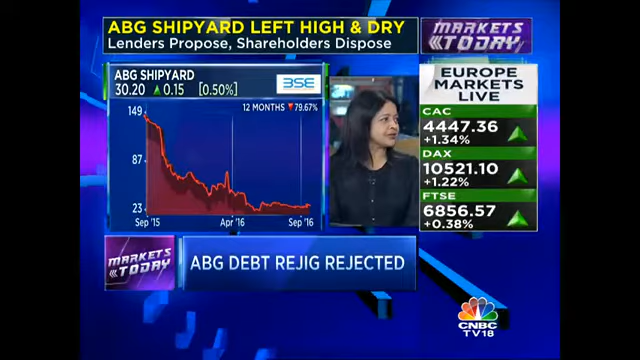 ABG SHIPYARD LEFT HIGH & DRY
Lenders Propose, Shareholders Dispose
MARKETS
TODAY
ABG SHIPYARD
30.20 ▲ 0.15 [0.50%]
BSE
12 MONTHS ▼79.67%
149
87
23
Sep '15
Apr '16
Sep '16
EUROPE
MARKETS
LIVE
CAC
4447.36
+1.34%
DAX
10521.10
+1.22%
FTSE
6856.57
+0.38%
MARKETS
TODAY
ABG DEBT REJIG REJECTED
CNBC
TV18